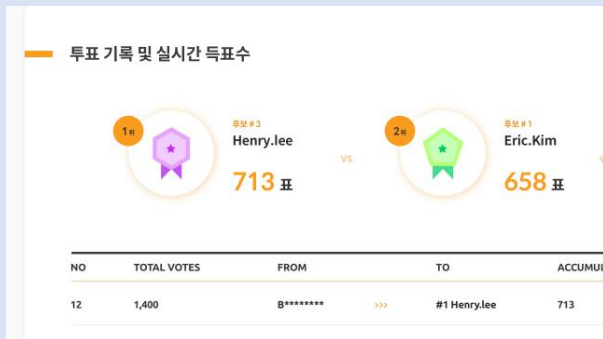 투표 기록 및 실시간 득표수
1위
후보 #3
Henry.lee
713 표
VS
2위
후보 #1
Eric.Kim
658 표
NO TOTAL VOTES FROM TO ACCUMUL
12 1,400 B******** >>> #1 Henry.lee 713